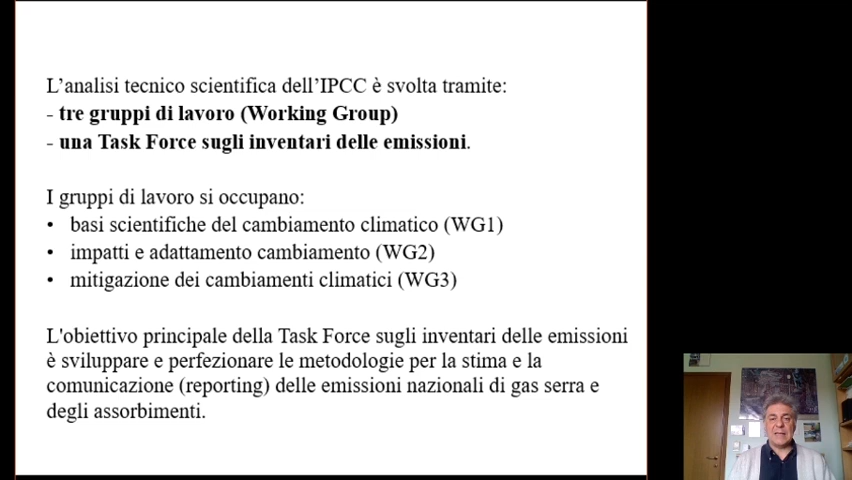 L’analisi tecnico scientifica dell’IPCC è svolta tramite:
- tre gruppi di lavoro (Working Group)
- una Task Force sugli inventari delle emissioni.
I gruppi di lavoro si occupano:
• basi scientifiche del cambiamento climatico (WG1)
• impatti e adattamento cambiamento (WG2)
• mitigazione dei cambiamenti climatici (WG3)
L'obiettivo principale della Task Force sugli inventari delle emissioni
è sviluppare e perfezionare le metodologie per la stima e la
comunicazione (reporting) delle emissioni nazionali di gas serra e
degli assorbimenti.